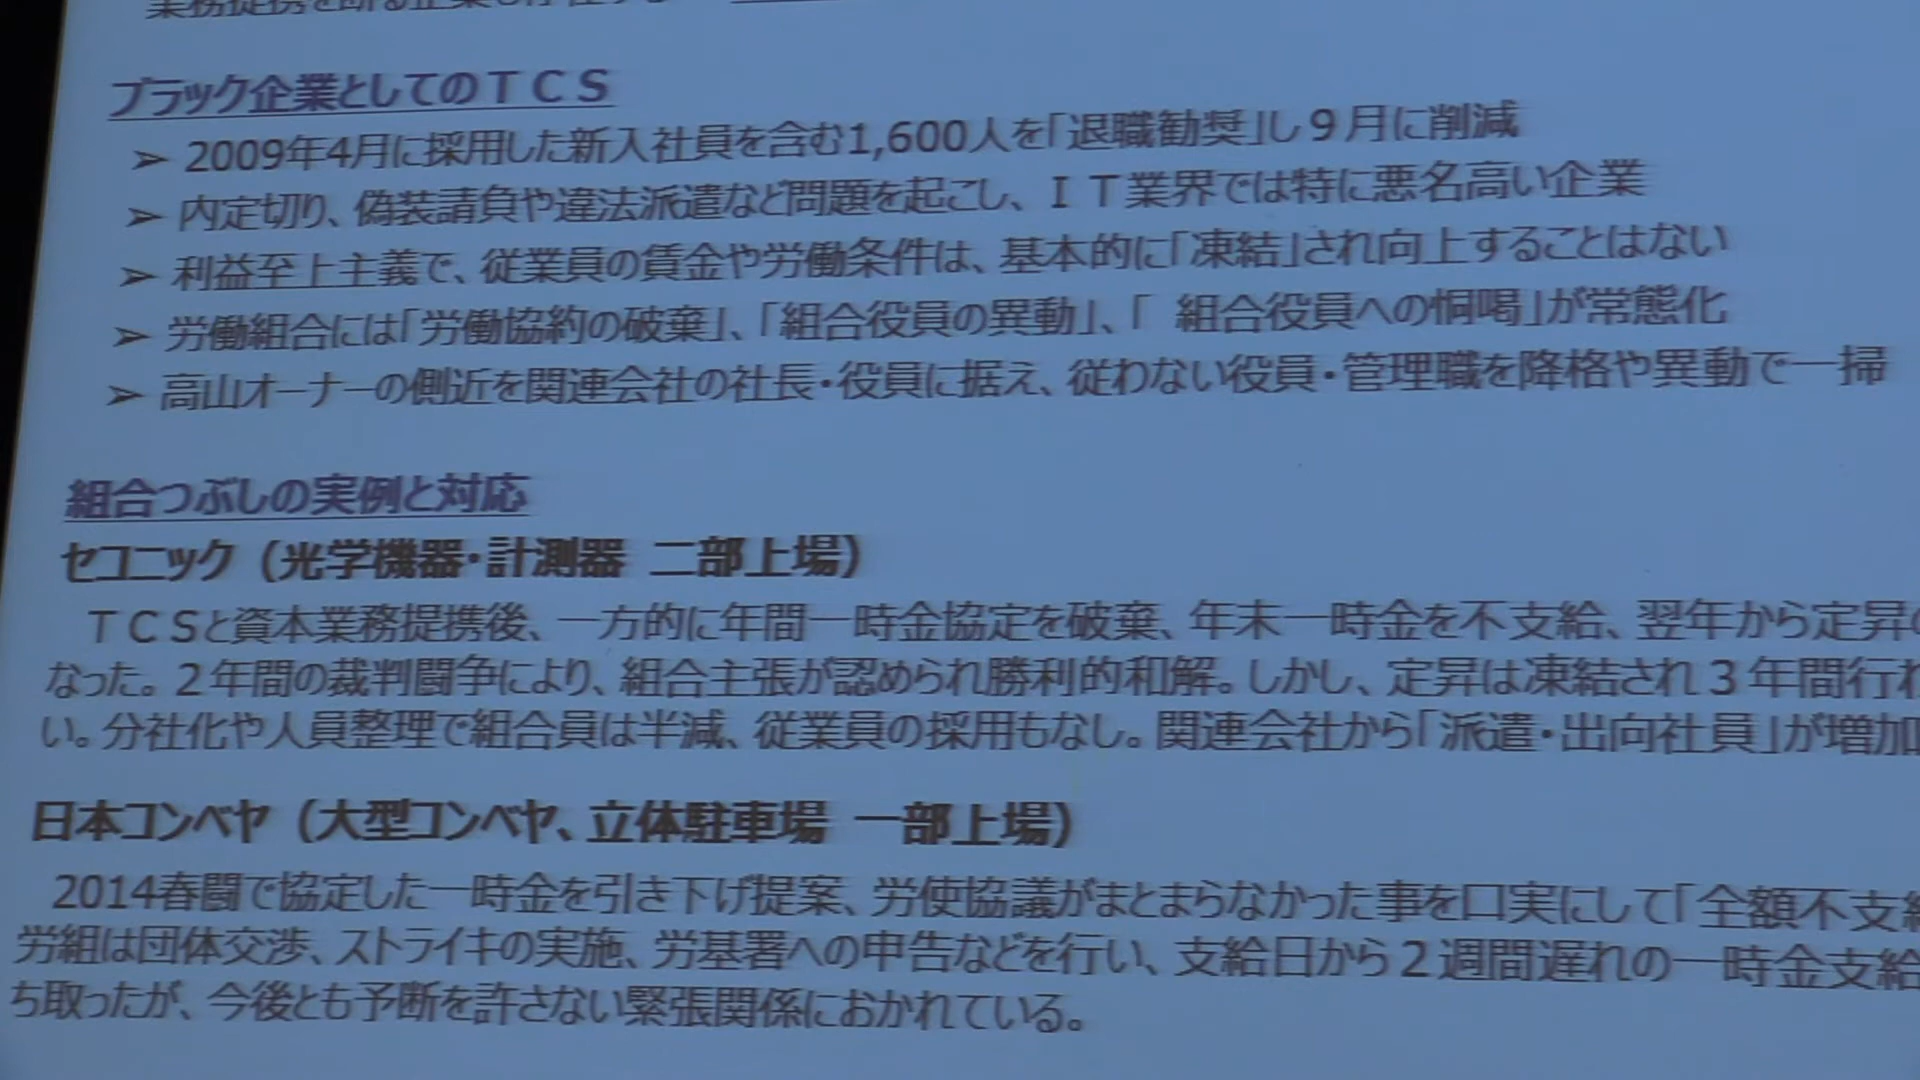 業務提携を断る企業も存在する
ブラック企業としてのＴＣＳ
➢ 2009年4月に採用した新入社員を含む1,600人を「退職勧奨」し９月に削減
➢ 内定切り、偽装請負や違法派遣など問題を起こし、ＩＴ業界では特に悪名高い企業
➢ 利益至上主義で、従業員の賃金や労働条件は、基本的に「凍結」され向上することはない
➢ 労働組合には「労働協約の破棄」、「組合役員の異動」、「 組合役員への恫喝」が常態化
➢ 高山オーナーの側近を関連会社の社長・役員に据え、従わない役員・管理職を降格や異動で一掃
組合つぶしの実例と対応
セコニック（光学機器・計測器 二部上場）
ＴＣＳと資本業務提携後、一方的に年間一時金協定を破棄、年末一時金を不支給、翌年から定昇
なった。２年間の裁判闘争により、組合主張が認められ勝利的和解。しかし、定昇は凍結され３年間行
い。分社化や人員整理で組合員は半減、従業員の採用もなし。関連会社から「派遣・出向社員」が増加
日本コンベヤ（大型コンベヤ、立体駐車場 一部上場）
2014春闘で協定した一時金を引き下げ提案、労使協議がまとまらなかった事を口実にして「全額不支給
労組は団体交渉、ストライキの実施、労基署への申告などを行い、支給日から２週間遅れの一時金支給
ち取ったが、今後とも予断を許さない緊張関係におかれている。